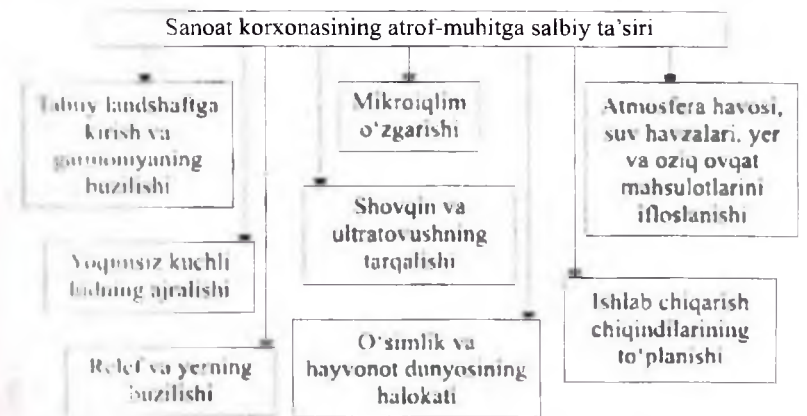 Sanoat korxonasining atrof-muhitga salbiy ta'siri
Tabiiy landshaftga
kirish va
garmoniyaning
buzilishi
Mikroiqlim
o‘zgarishi
Atmosfera havosi,
suv havzalari, yer
va oziq ovqat
mahsulotlarini
ifloslanishi
Shovqin va
ultratovushning
tarqalishi
Yoqimsiz kuchli
hidning ajralishi
Ishlab chiqarish
chiqindilarining
to‘planishi
Relef va yerning
buzilishi
O‘simlik va
hayvonot dunyosining
halokati